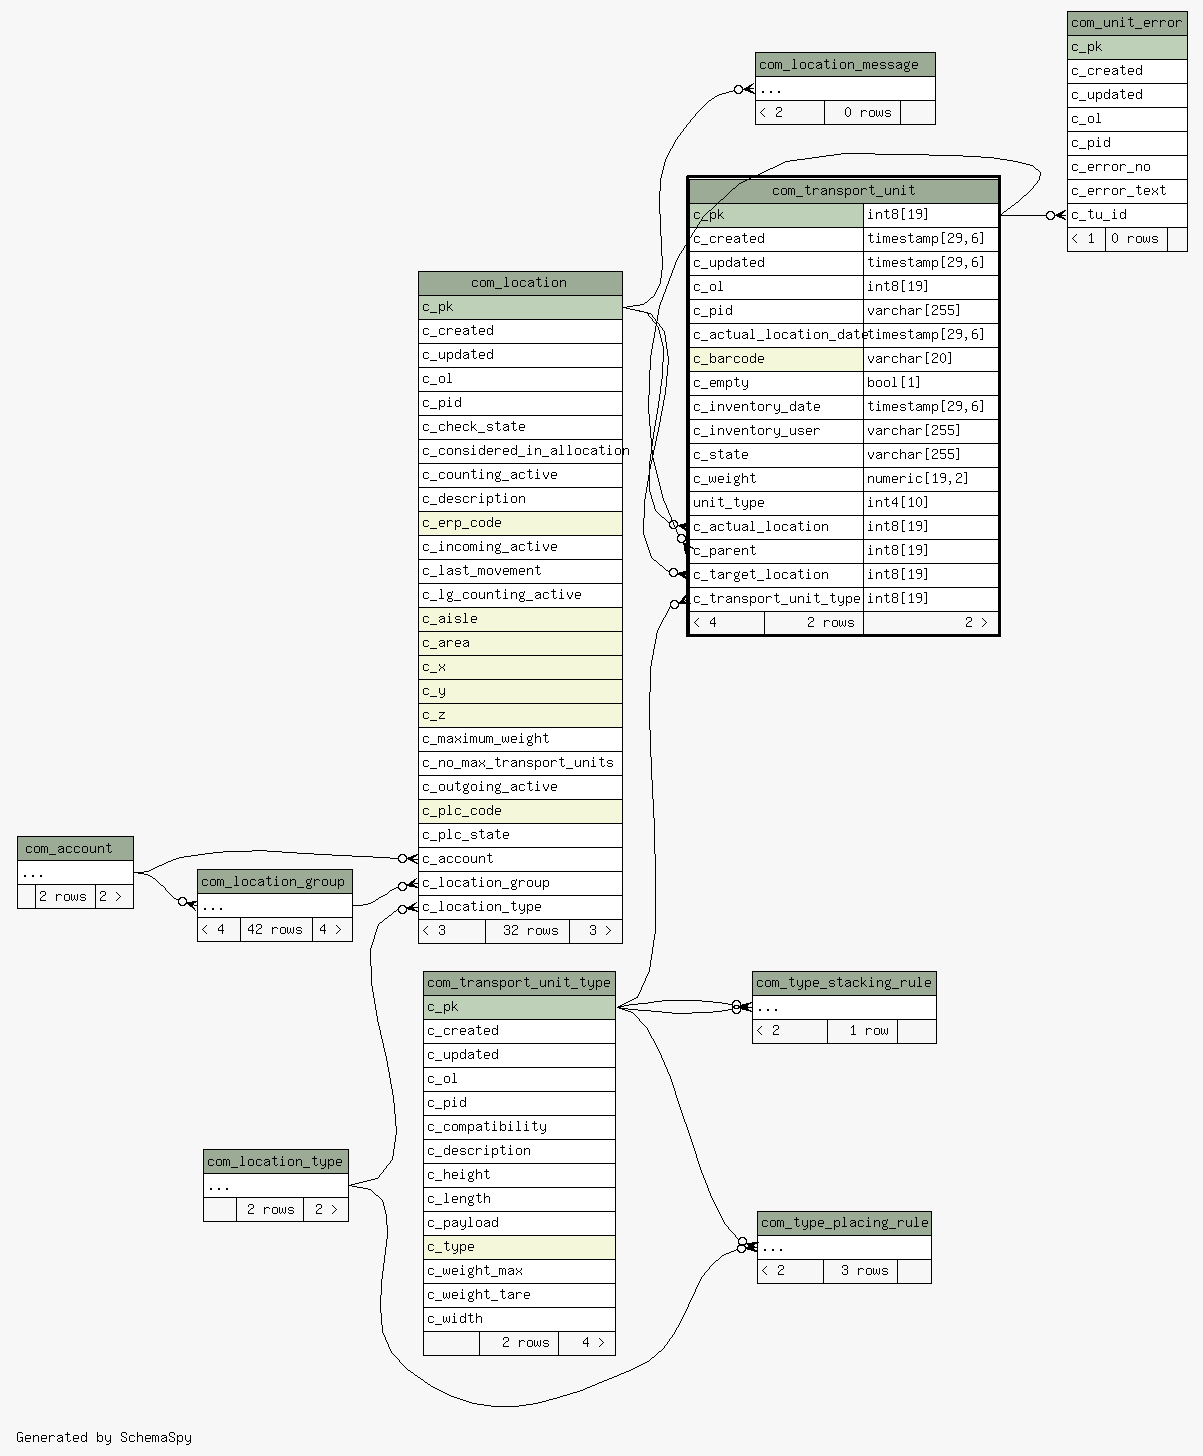 com_unit_error
c_pk
c_created
c_updated
c_ol
c_pid
c_error_no
c_error_text
c_tu_id
< 1 0 rows
com_location_message
...
< 2 0 rows
com_transport_unit
c_pk int8[19]
c_created timestamp[29,6]
c_updated timestamp[29,6]
c_ol int8[19]
c_pid varchar[255]
c_actual_location_date timestamp[29,6]
c_barcode varchar[20]
c_empty bool[1]
c_inventory_date timestamp[29,6]
c_inventory_user varchar[255]
c_state varchar[255]
c_weight numeric[19,2]
unit_type int4[10]
c_actual_location int8[19]
c_parent int8[19]
c_target_location int8[19]
c_transport_unit_type int8[19]
< 4 2 rows 2 >
com_location
c_pk
c_created
c_updated
c_ol
c_pid
c_check_state
c_considered_in_allocation
c_counting_active
c_description
c_erp_code
c_incoming_active
c_last_movement
c_lg_counting_active
c_aisle
c_area
c_x
c_y
c_z
c_maximum_weight
c_no_max_transport_units
c_outgoing_active
c_plc_code
c_plc_state
c_account
c_location_group
c_location_type
< 3 32 rows 3 >
com_account
...
2 rows 2 >
com_location_group
...
< 4 42 rows 4 >
com_transport_unit_type
c_pk
c_created
c_updated
c_ol
c_pid
c_compatibility
c_description
c_height
c_length
c_payload
c_type
c_weight_max
c_weight_tare
c_width
2 rows 4 >
com_type_stacking_rule
...
< 2 1 row
com_location_type
...
2 rows 2 >
com_type_placing_rule
...
< 2 3 rows
Generated by SchemaSpy